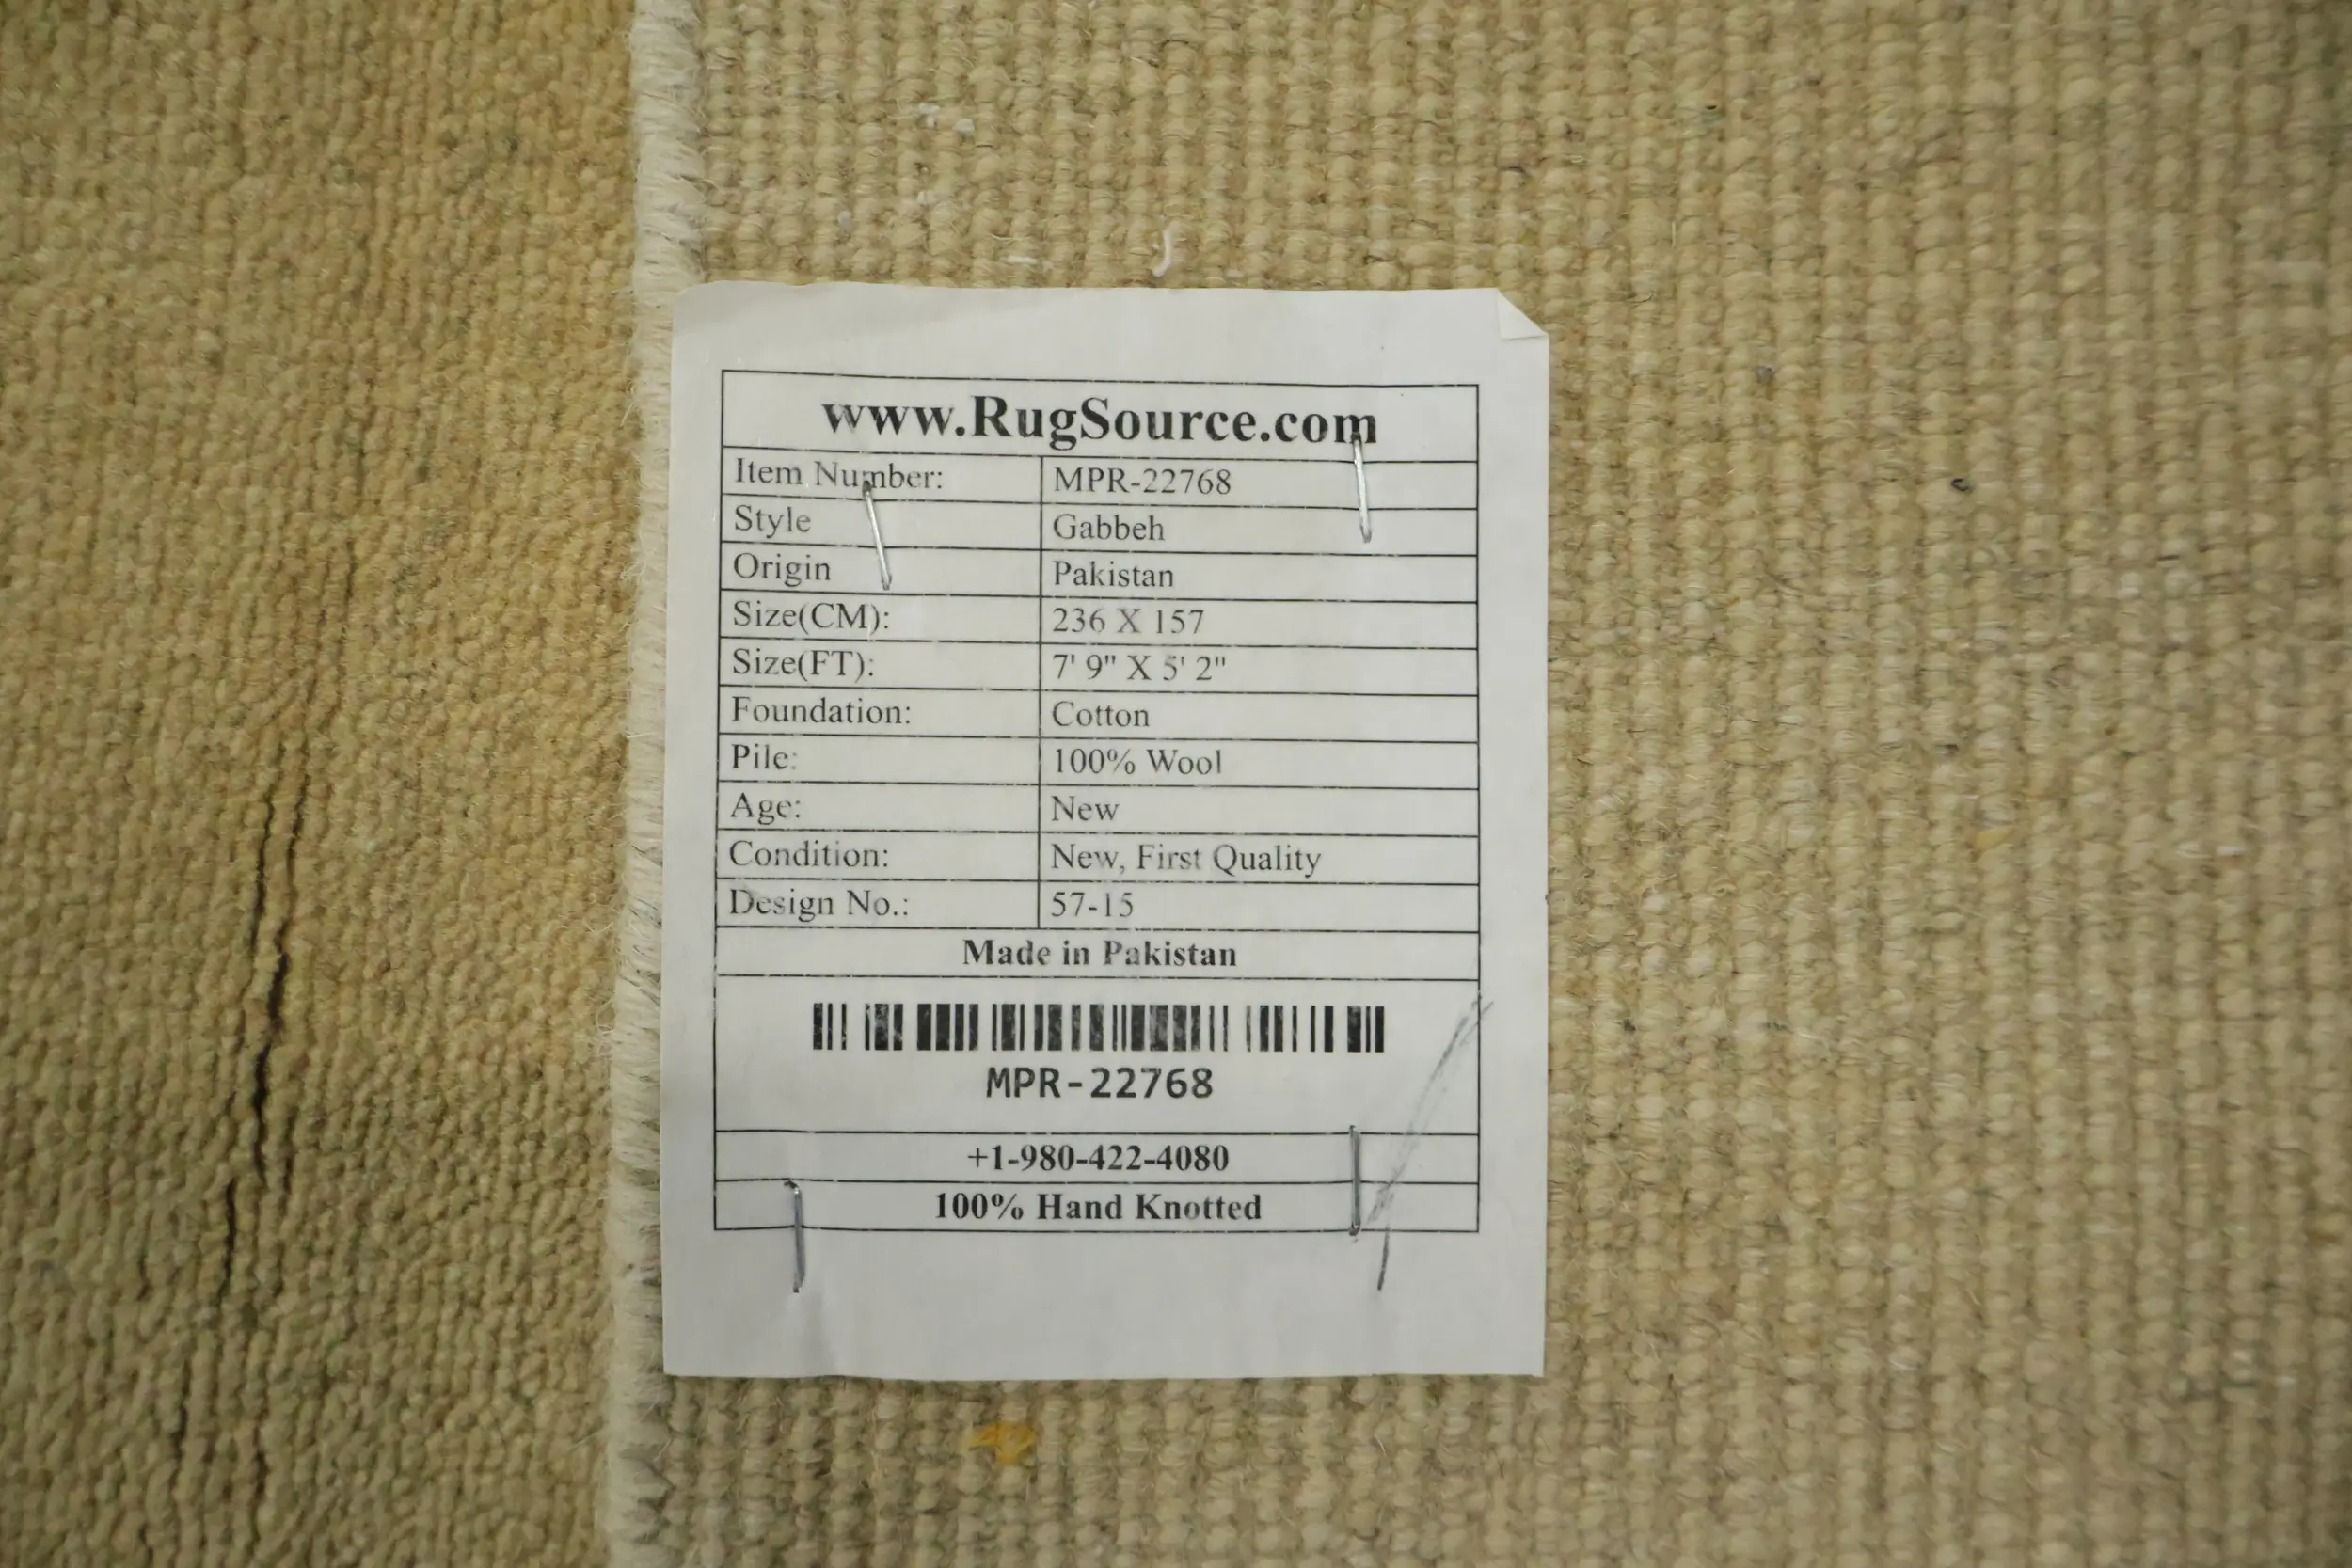 www.RugSource.com
Item Number: MPR-22768
Style Gabbeh
Origin Pakistan
Size(CM): 236 X 157
Size(FT): 7' 9" X 5' 2"
Foundation: Cotton
Pile: 100% Wool
Age: New
Condition: New, First Quality
Design No.: 57-15
Made in Pakistan
MPR-22768
+1-980-422-4080
100% Hand Knotted